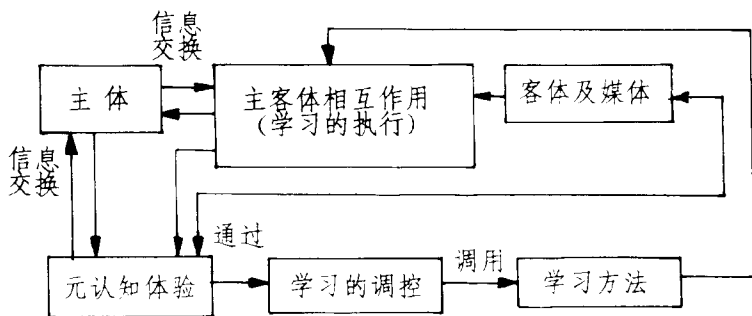 信息
交换
主体
主客体相互作用
(学习的执行)
客体及媒体
信息
交换
通过
元认知体验
学习的调控
调用
学习方法